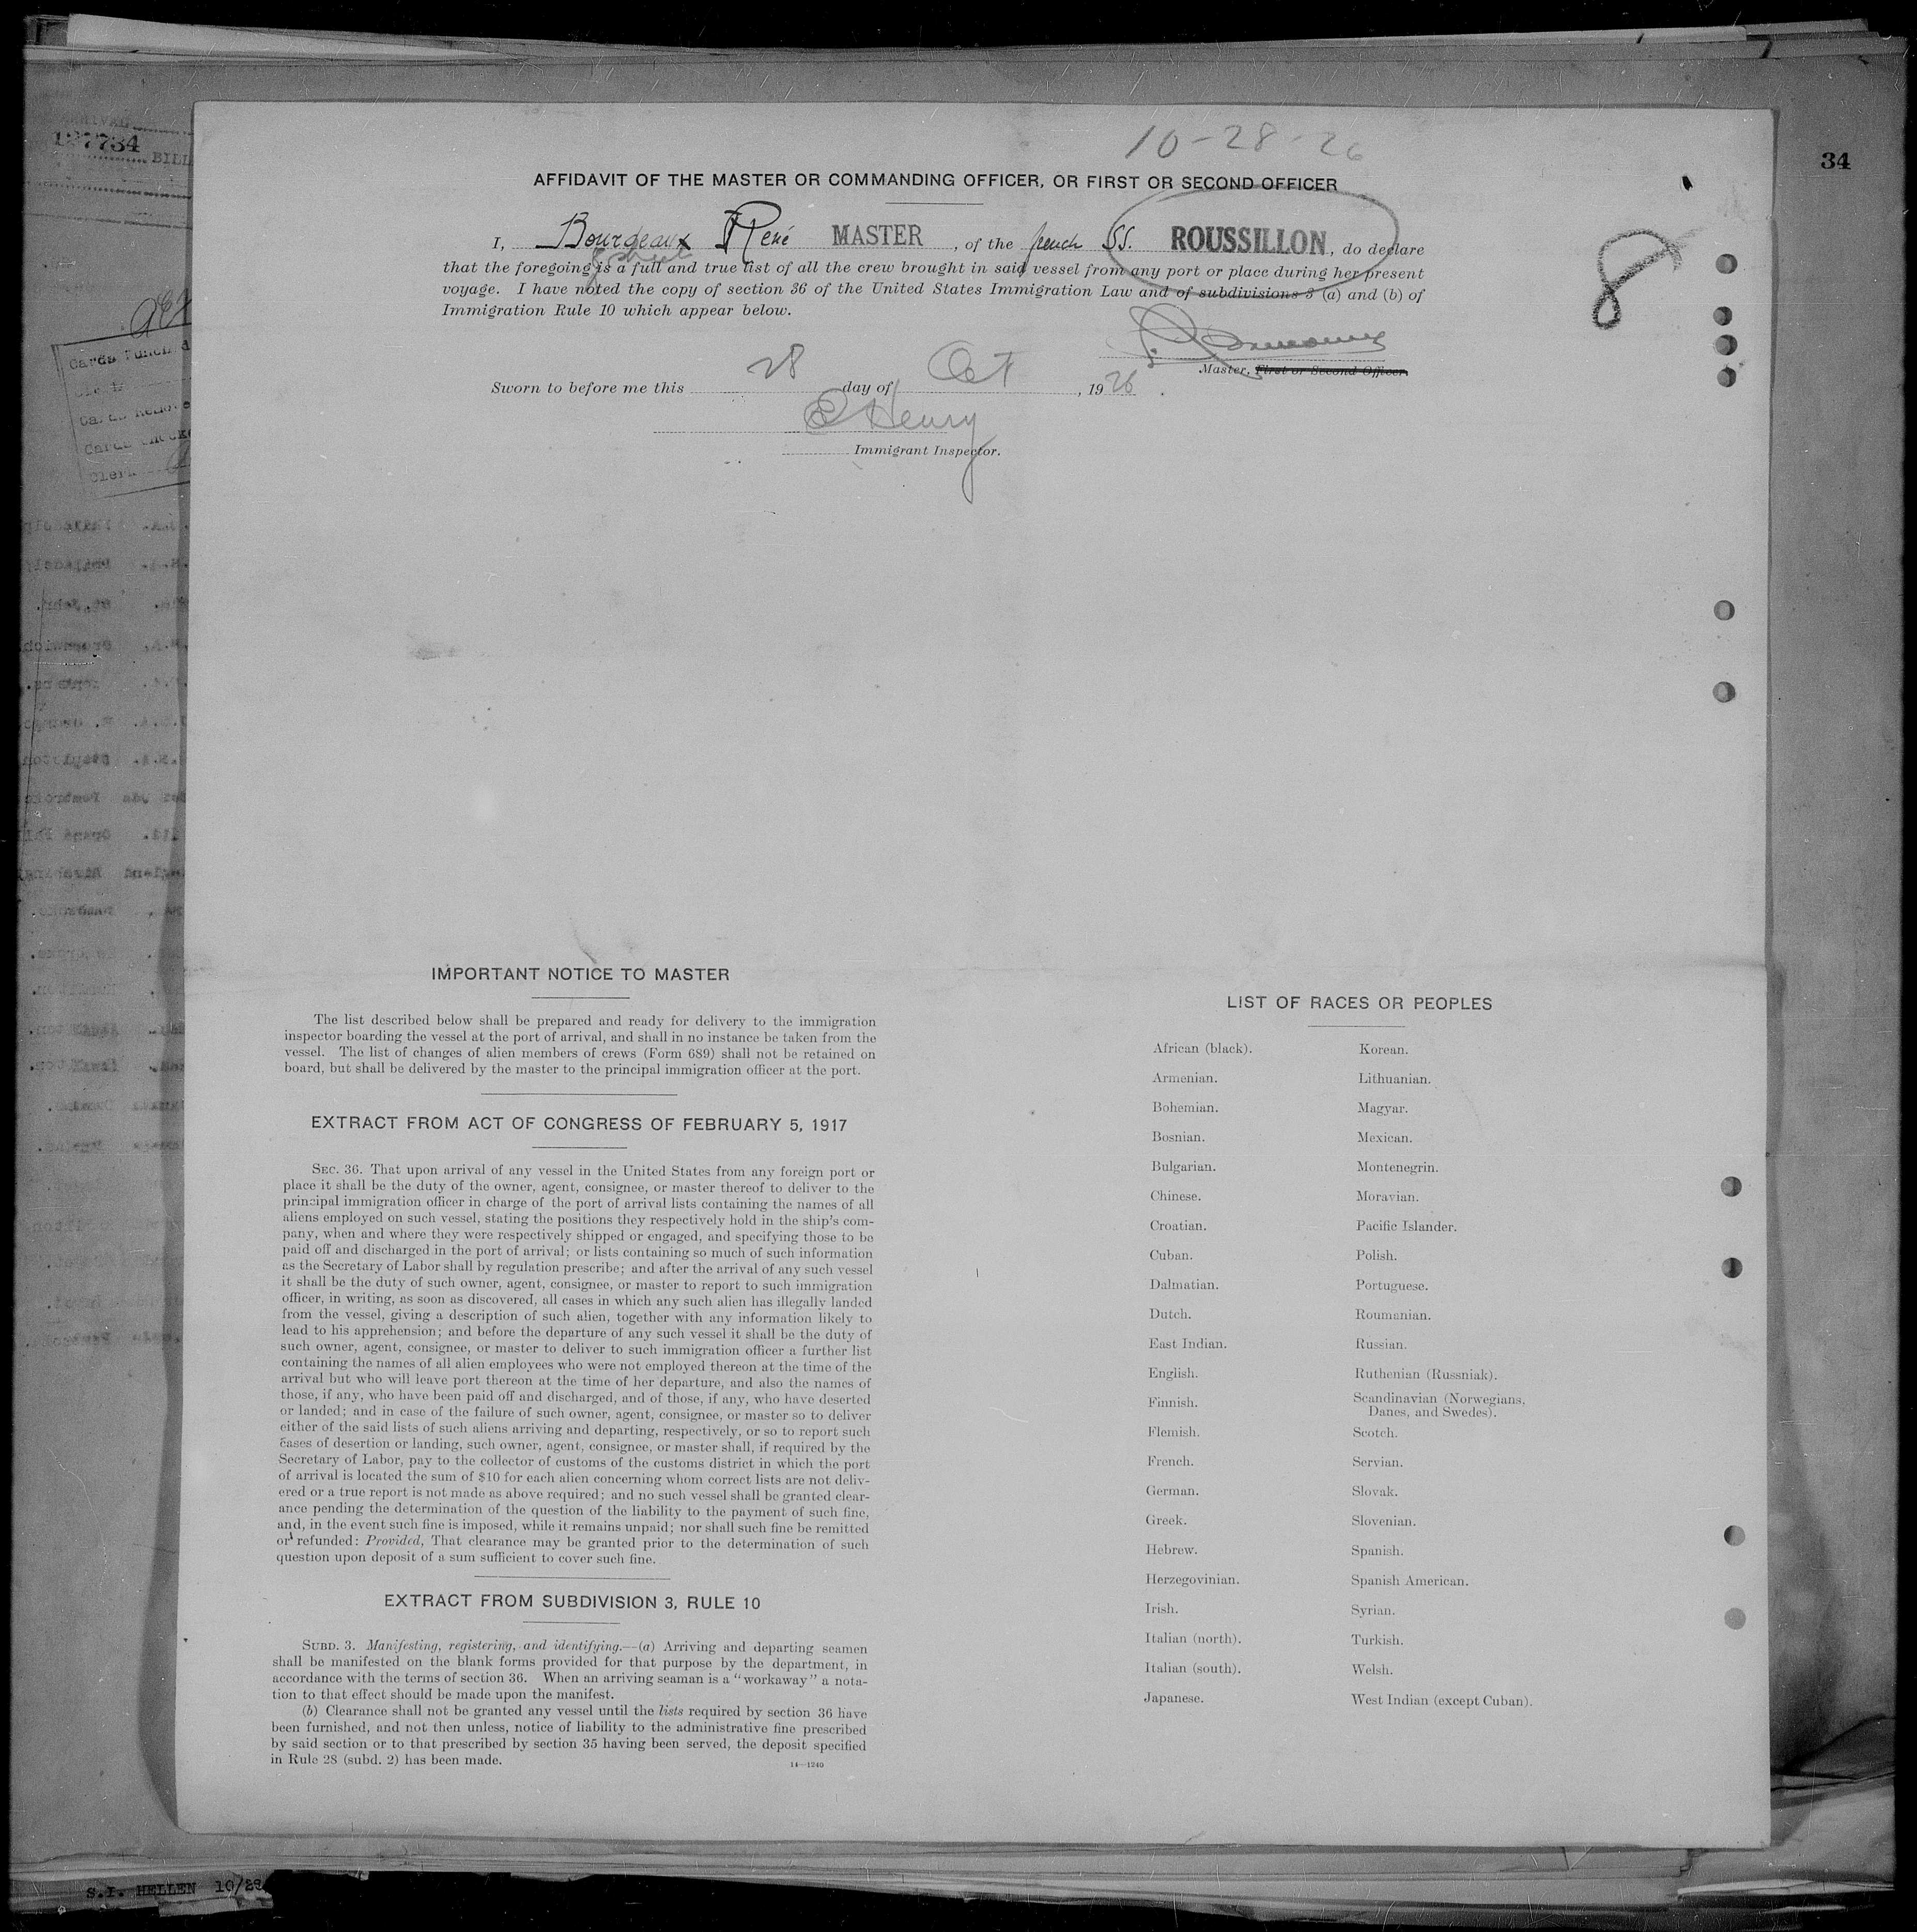 10-28-26
34
127734
BILL
AFFIDAVIT OF THE MASTER OR COMMANDING OFFICER, OR FIRST OR SECOND OFFICER
I, Bourdeaux René MASTER, of the french SS. ROUSSILLON, do declare
8 sheet
that the foregoing is a full and true list of all the crew brought in said vessel from any port or place during her present
voyage. I have noted the copy of section 36 of the United States Immigration Law and of subdivisions 3 (a) and (b) of
Immigration Rule 10 which appear below.
8
Master, First or Second Officer.
Sworn to before me this 28 day of Oct, 1926.
E Henry
Immigrant Inspector.
IMPORTANT NOTICE TO MASTER
The list described below shall be prepared and ready for delivery to the immigration
inspector boarding the vessel at the port of arrival, and shall in no instance be taken from the
vessel. The list of changes of alien members of crews (Form 689) shall not be retained on
board, but shall be delivered by the master to the principal immigration officer at the port.
EXTRACT FROM ACT OF CONGRESS OF FEBRUARY 5, 1917
SEC. 36. That upon arrival of any vessel in the United States from any foreign port or
place it shall be the duty of the owner, agent, consignee, or master thereof to deliver to the
principal immigration officer in charge of the port of arrival lists containing the names of all
aliens employed on such vessel, stating the positions they respectively hold in the ship's com-
pany, when and where they were respectively shipped or engaged, and specifying those to be
paid off and discharged in the port of arrival; or lists containing so much of such information
as the Secretary of Labor shall by regulation prescribe; and after the arrival of any such vessel
it shall be the duty of such owner, agent, consignee, or master to report to such immigration
officer, in writing, as soon as discovered, all cases in which any such alien has illegally landed
from the vessel, giving a description of such alien, together with any information likely to
lead to his apprehension; and before the departure of any such vessel it shall be the duty of
such owner, agent, consignee, or master to deliver to such immigration officer a further list
containing the names of all alien employees who were not employed thereon at the time of the
arrival but who will leave port thereon at the time of her departure, and also the names of
those, if any, who have been paid off and discharged, and of those, if any, who have deserted
or landed; and in case of the failure of such owner, agent, consignee, or master so to deliver
either of the said lists of such aliens arriving and departing, respectively, or so to report such
cases of desertion or landing, such owner, agent, consignee, or master shall, if required by the
Secretary of Labor, pay to the collector of customs of the customs district in which the port
of arrival is located the sum of $10 for each alien concerning whom correct lists are not deliv-
ered or a true report is not made as above required; and no such vessel shall be granted clear-
ance pending the determination of the question of the liability to the payment of such fine,
and, in the event such fine is imposed, while it remains unpaid; nor shall such fine be remitted
or refunded: Provided, That clearance may be granted prior to the determination of such
question upon deposit of a sum sufficient to cover such fine.
EXTRACT FROM SUBDIVISION 3, RULE 10
SUBD. 3. Manifesting, registering, and identifying.—(a) Arriving and departing seamen
shall be manifested on the blank forms provided for that purpose by the department, in
accordance with the terms of section 36. When an arriving seaman is a "workaway" a nota-
tion to that effect should be made upon the manifest.
(b) Clearance shall not be granted any vessel until the lists required by section 36 have
been furnished, and not then unless, notice of liability to the administrative fine prescribed
by said section or to that prescribed by section 35 having been served, the deposit specified
in Rule 28 (subd. 2) has been made.
14—1240
LIST OF RACES OR PEOPLES
African (black).
Armenian.
Bohemian.
Bosnian.
Bulgarian.
Chinese.
Croatian.
Cuban.
Dalmatian.
Dutch.
East Indian.
English.
Finnish.
Flemish.
French.
German.
Greek.
Hebrew.
Herzegovinian.
Irish.
Italian (north).
Italian (south).
Japanese.
Korean.
Lithuanian.
Magyar.
Mexican.
Montenegrin.
Moravian.
Pacific Islander.
Polish.
Portuguese.
Roumanian.
Russian.
Ruthenian (Russniak).
Scandinavian (Norwegians,
Danes, and Swedes).
Scotch.
Servian.
Slovak.
Slovenian.
Spanish.
Spanish American.
Syrian.
Turkish.
Welsh.
West Indian (except Cuban).
S.I. HELLEN 10/28